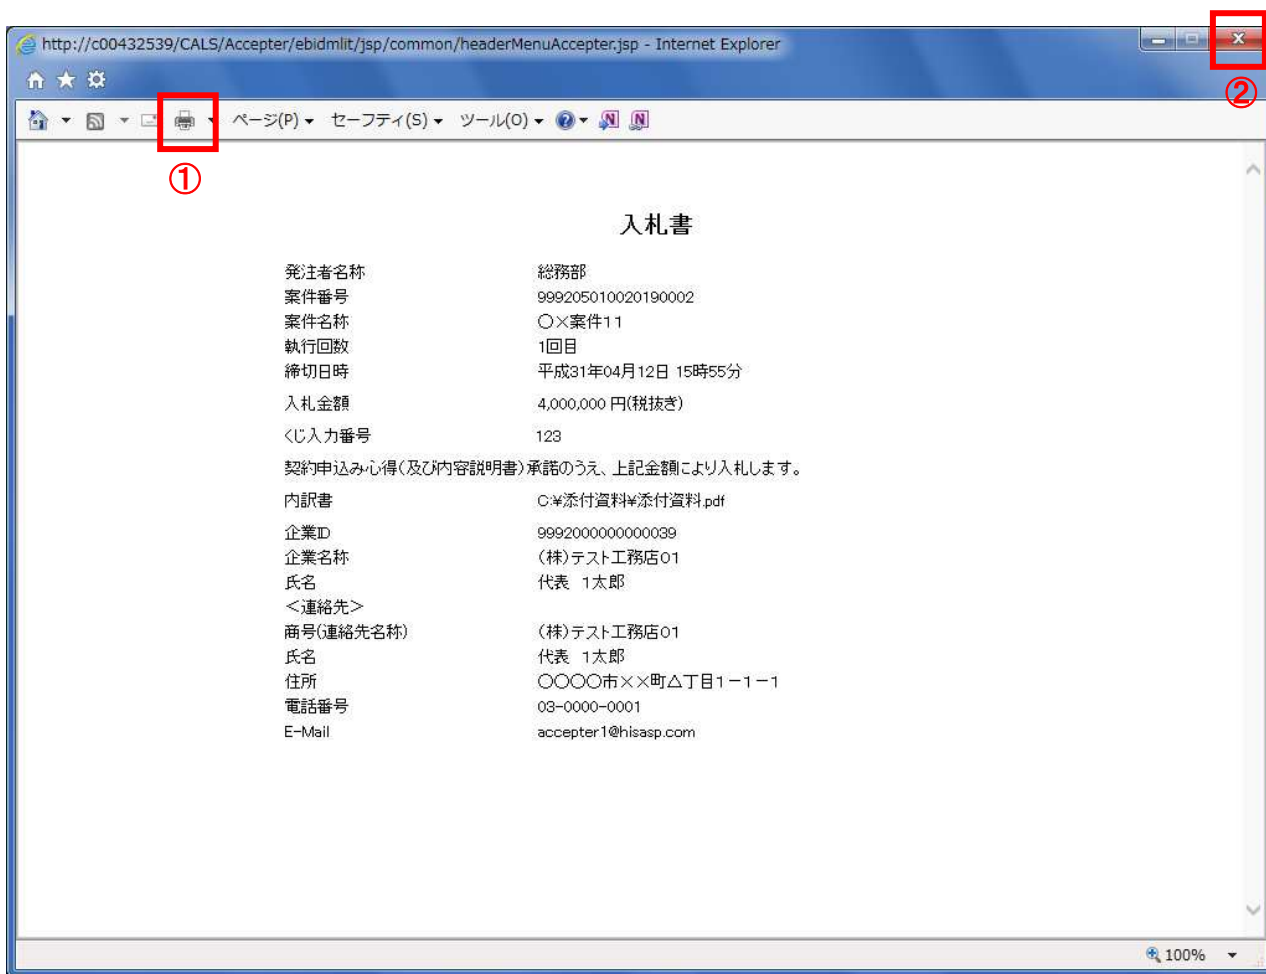 http://c00432539/CALS/Accepter/ebidmlit/jsp/common/headerMenuAccepter.jsp - Internet Explorer
②
ページ(P) セーフティ(S) ツール(O)
①
入札書
発注者名称 総務部
案件番号 999205010020190002
案件名称 〇×案件11
執行回数 1回目
締切日時 平成31年04月12日 15時55分
入札金額 4,000,000 円(税抜き)
くじ入力番号 123
契約申込み心得(及び内容説明書)承諾のうえ、上記金額により入札します。
内訳書 C:¥添付資料¥添付資料.pdf
企業ID 9992000000000039
企業名称 (株)テスト工務店01
氏名 代表 1太郎
＜連絡先＞
商号(連絡先名称) (株)テスト工務店01
氏名 代表 1太郎
住所 〇〇〇〇市××町△丁目1－1－1
電話番号 03-0000-0001
E-Mail accepter1@hisasp.com
100%